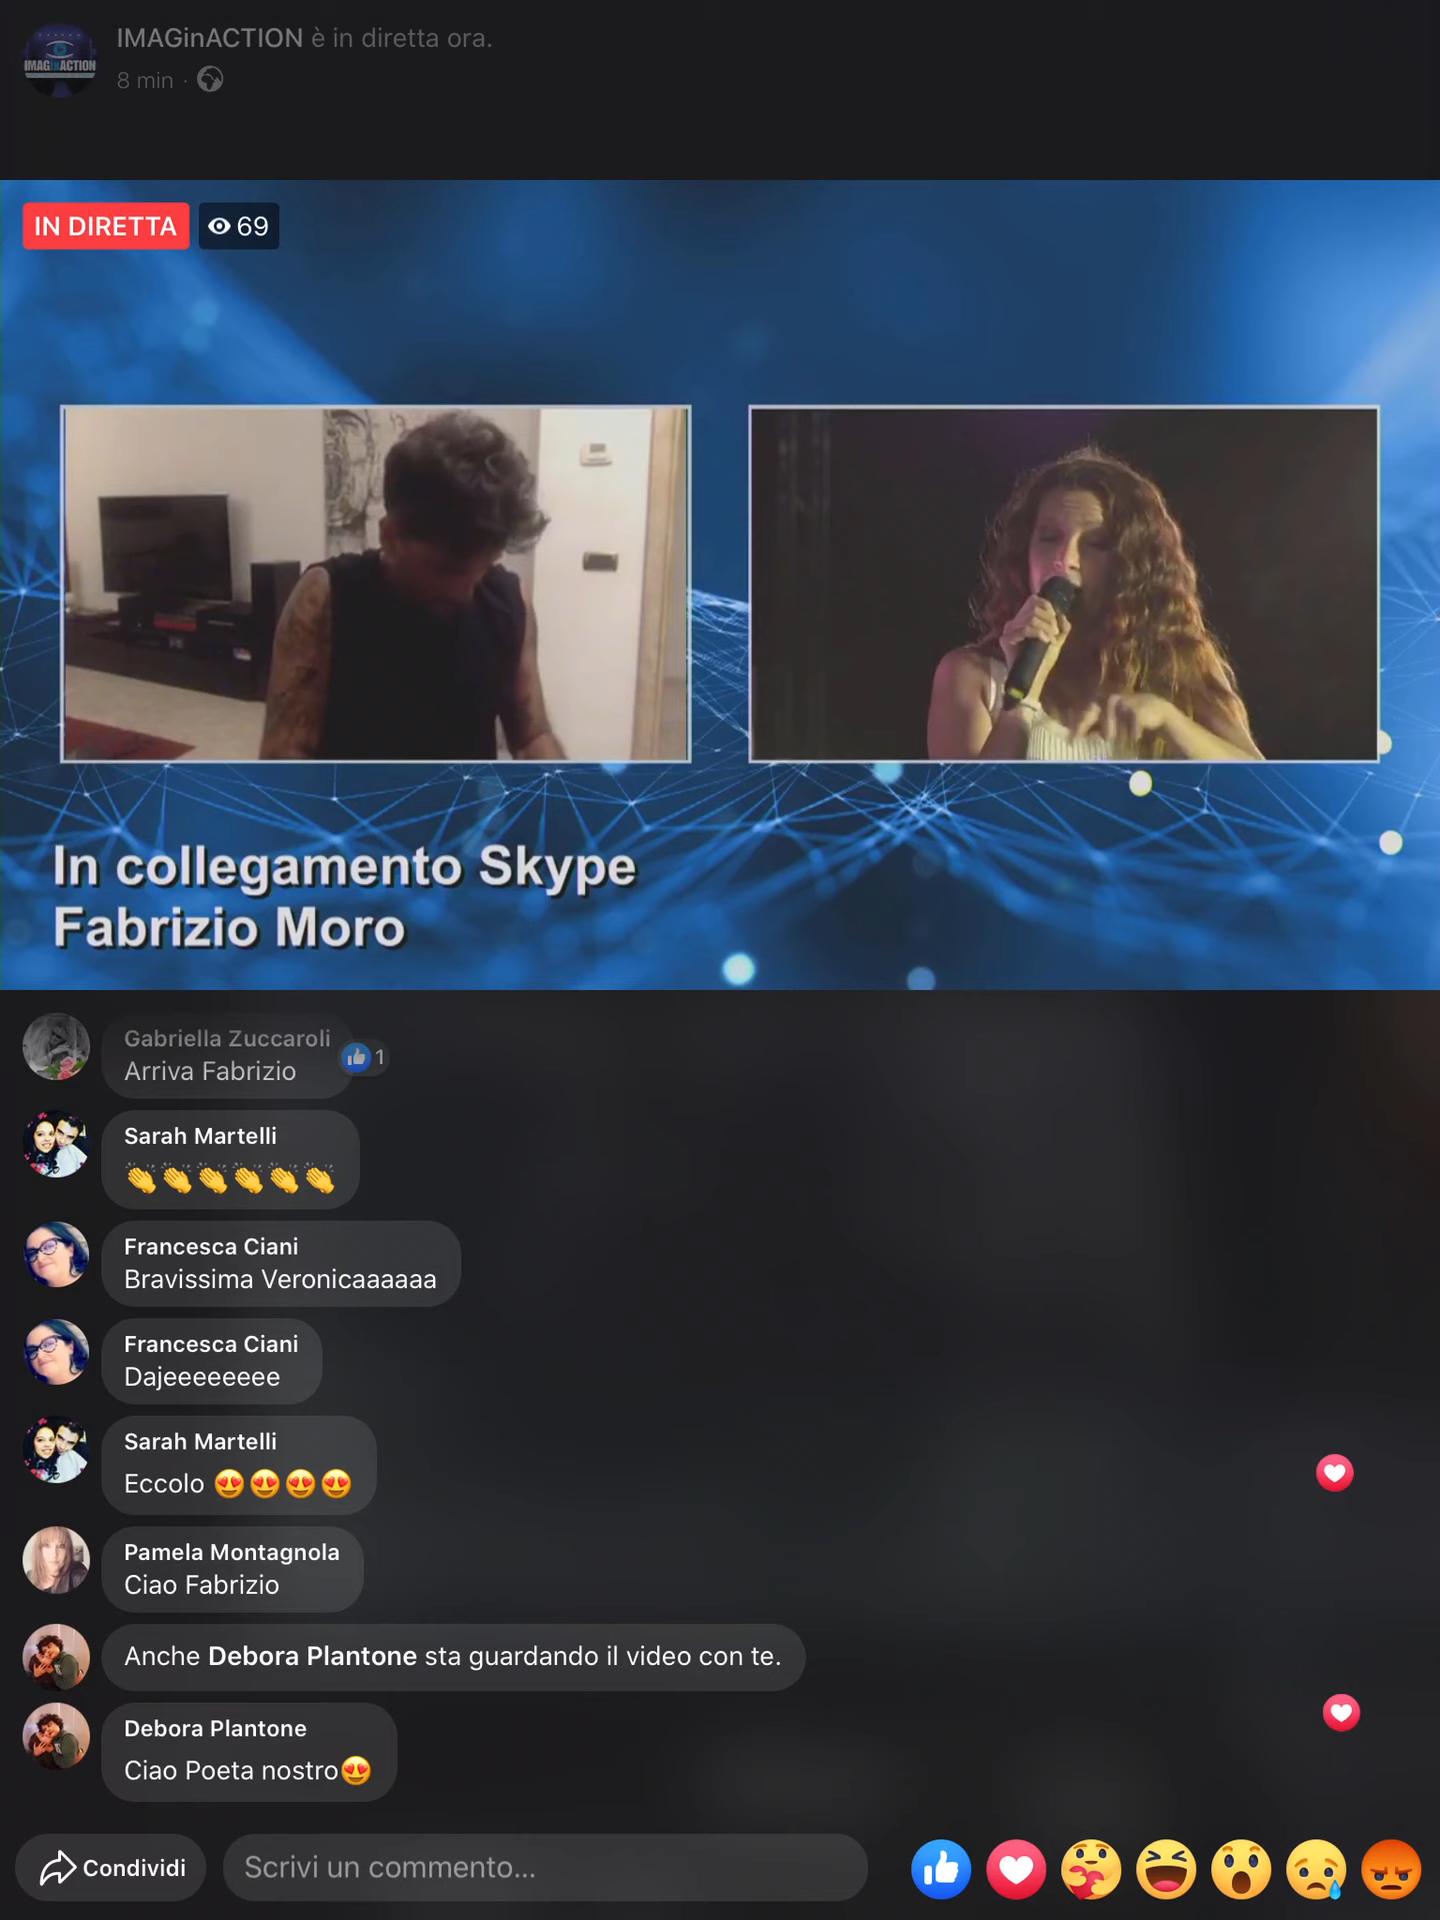 IMAGinACTION è in diretta ora.
8 min ·
IMAGinACTION
IN DIRETTA 69
In collegamento Skype
Fabrizio Moro
Gabriella Zuccaroli
Arriva Fabrizio
1
Sarah Martelli
👏👏👏👏👏👏
Francesca Ciani
Bravissima Veronicaaaaaa
Francesca Ciani
Dajeeeeeeee
Sarah Martelli
Eccolo 😍😍😍😍
Pamela Montagnola
Ciao Fabrizio
Anche Debora Plantone sta guardando il video con te.
Debora Plantone
Ciao Poeta nostro😍
Condividi
Scrivi un commento...